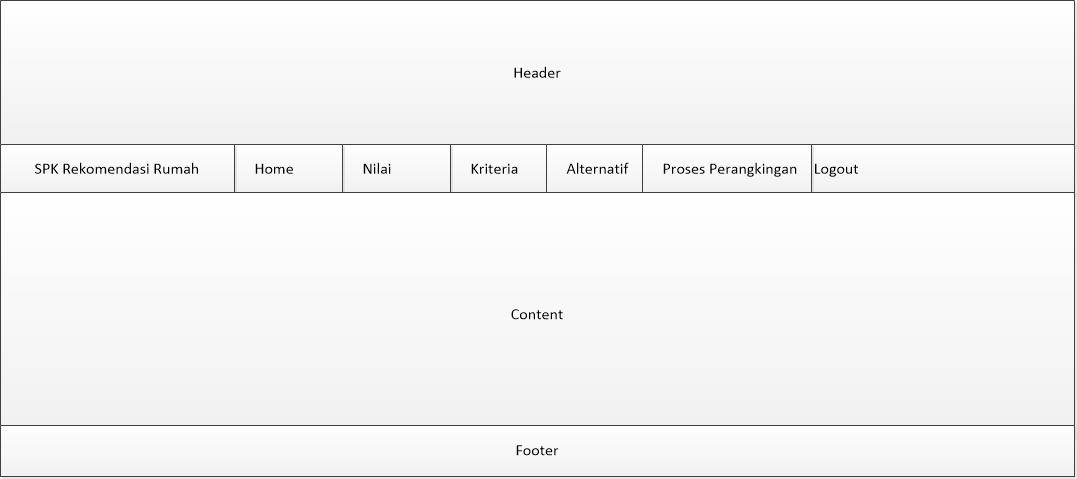 Header
SPK Rekomendasi Rumah Home Nilai Kriteria Alternatif Proses Perangkingan Logout
Content
Footer